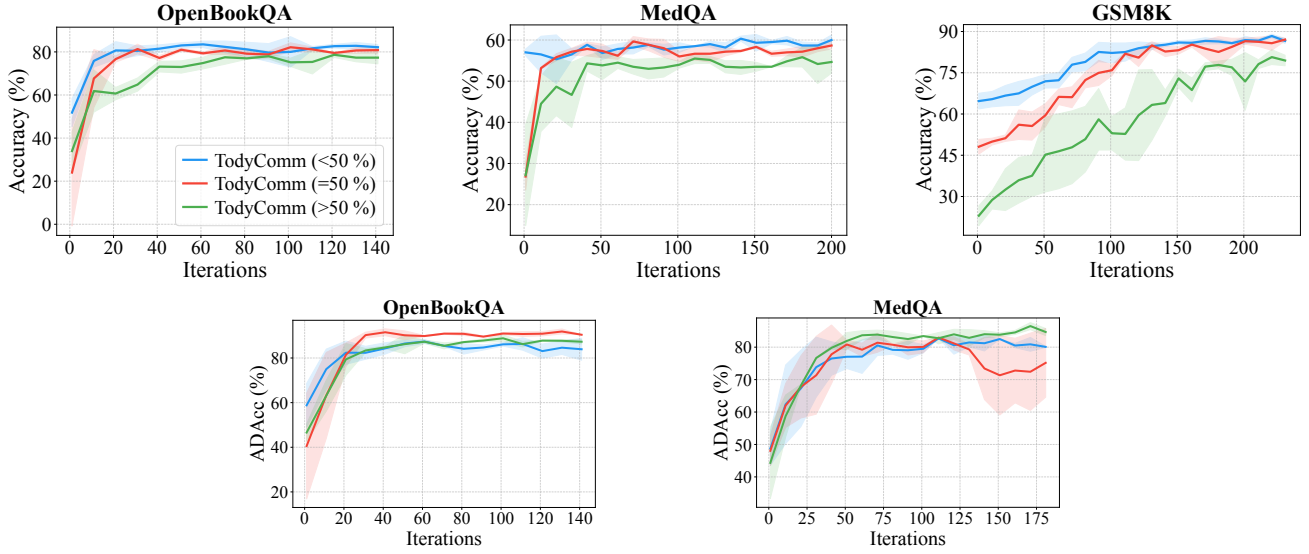 OpenBookQA
MedQA
GSM8K
Accuracy (%)
80
60
40
20
0
TodyComm (<50 %)
TodyComm (=50 %)
TodyComm (>50 %)
0 20 40 60 80 100 120 140
Iterations
Accuracy (%)
60
50
40
30
20
0 50 100 150 200
Iterations
Accuracy (%)
90
75
60
45
30
0 50 100 150 200
Iterations
OpenBookQA
MedQA
ADAcc (%)
80
60
40
20
0 20 40 60 80 100 120 140
Iterations
ADAcc (%)
90
80
70
60
50
40
0 25 50 75 100 125 150 175
Iterations